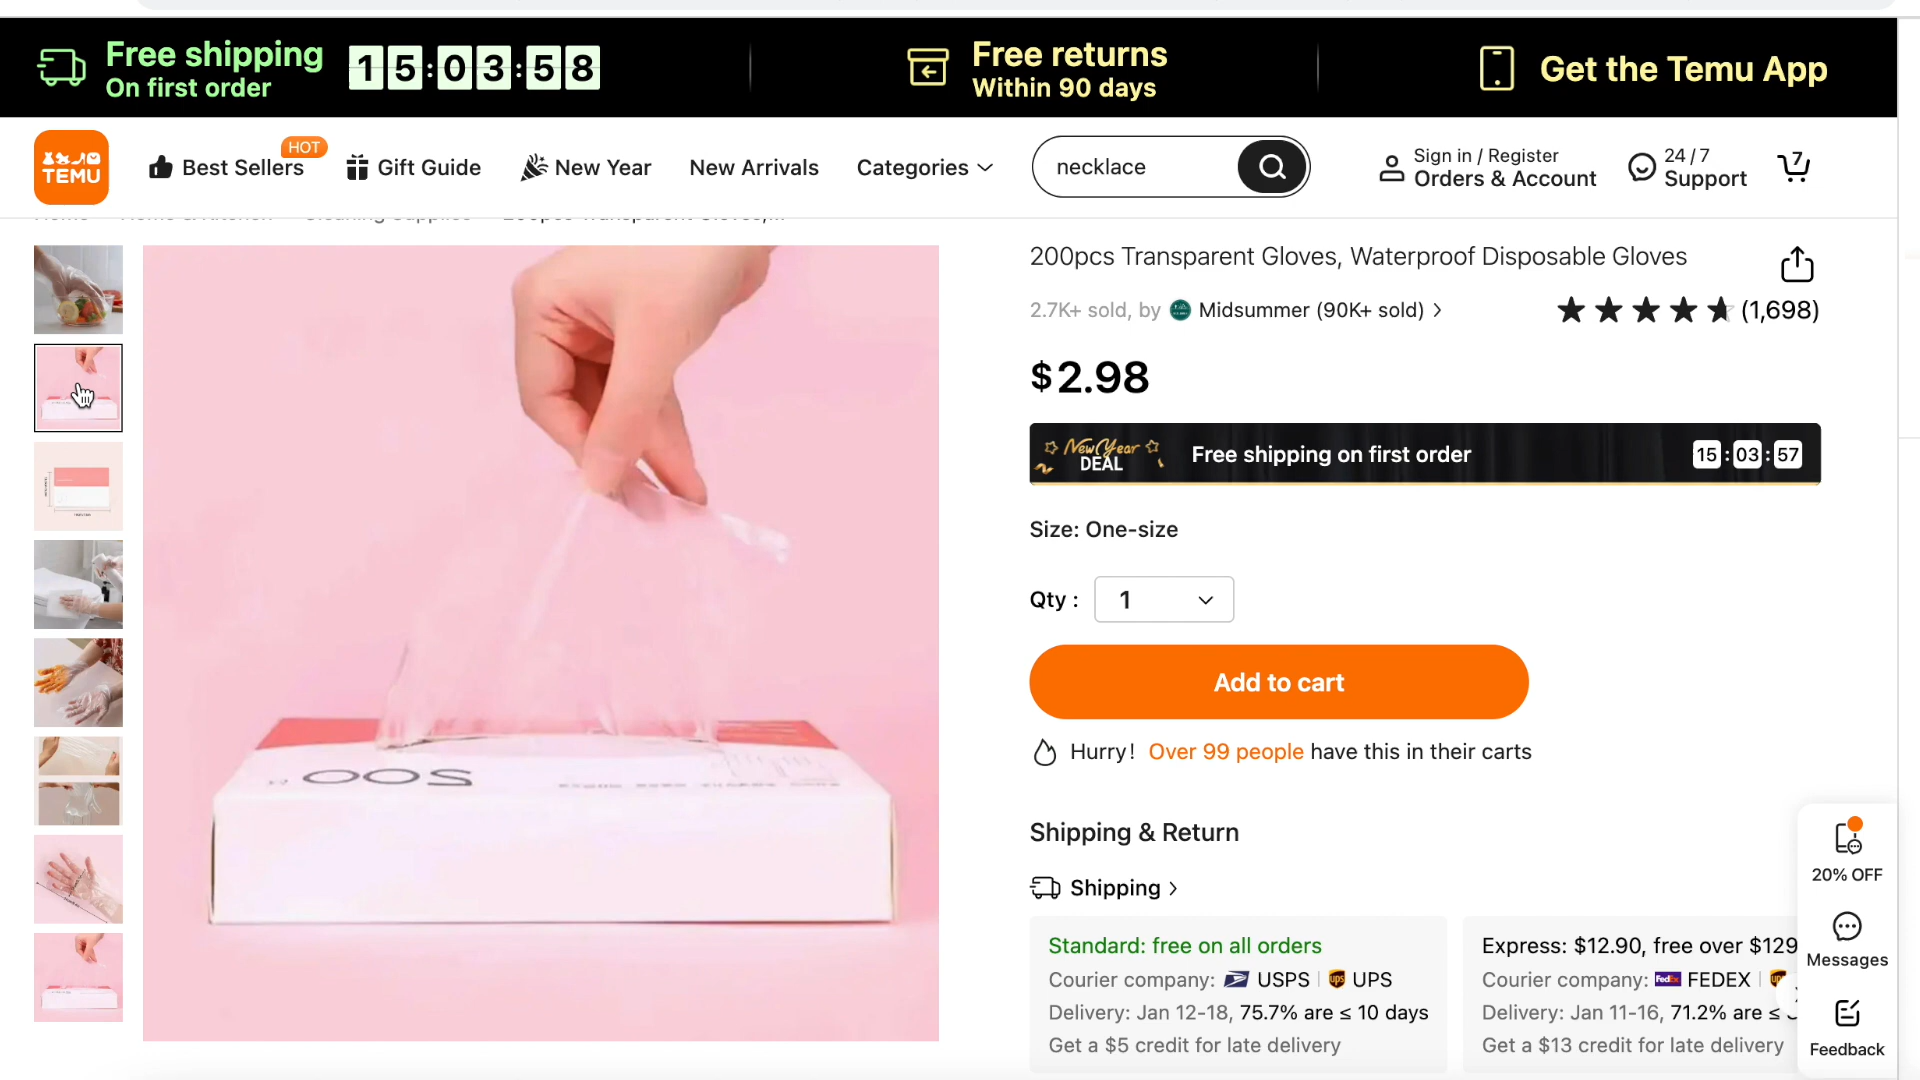 Free shipping
On first order
15:03:58
Free returns
Within 90 days
Get the Temu App
TEMU
Best Sellers
HOT
Gift Guide
New Year
New Arrivals
Categories
necklace
Sign in / Register
Orders & Account
24/7
Support
7
200pcs Transparent Gloves, Waterproof Disposable Gloves
2.7K+ sold, by Midsummer (90K+ sold) >
(1,698)
$2.98
New Year
DEAL
Free shipping on first order
15:03:57
Size: One-size
Qty : 1
Add to cart
Hurry! Over 99 people have this in their carts
Shipping & Return
Shipping >
Standard: free on all orders
Courier company: USPS | UPS
Delivery: Jan 12-18, 75.7% are ≤ 10 days
Get a $5 credit for late delivery
Express: $12.90, free over $129
Courier company: FedEx FEDEX
Delivery: Jan 11-16, 71.2% are ≤
Get a $13 credit for late delivery
20% OFF
Messages
Feedback